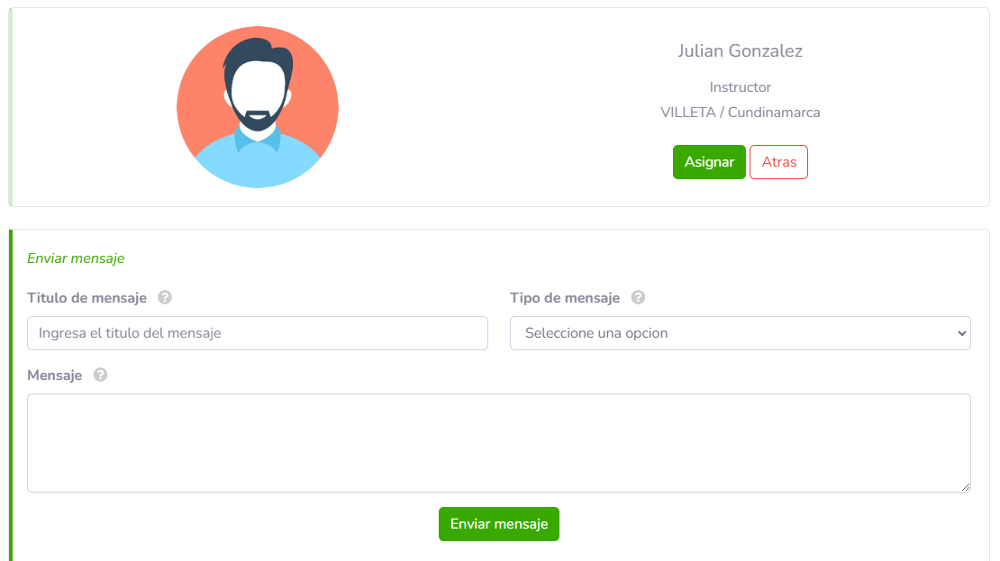 Julian Gonzalez
Instructor
VILLETA / Cundinamarca
Asignar Atras
Enviar mensaje
Titulo de mensaje ?
Tipo de mensaje ?
Ingresa el titulo del mensaje
Seleccione una opcion
Mensaje ?
Enviar mensaje